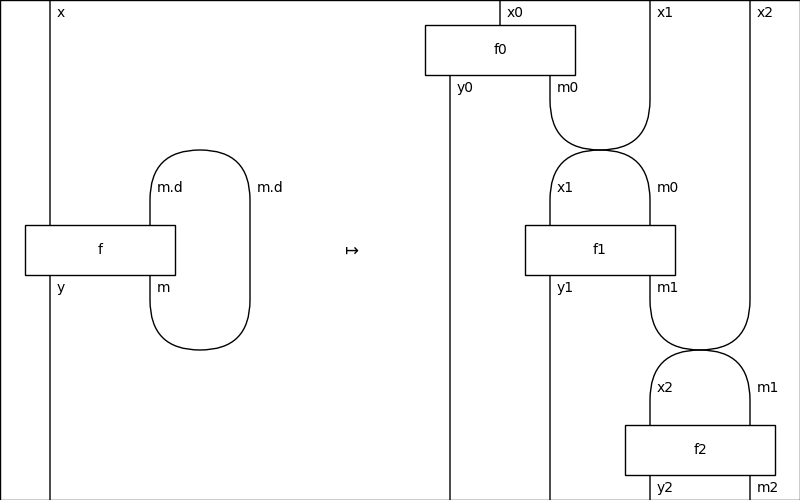 x x0 x1 x2
f0
y0 m0
m.d m.d x1 m0
f ↦ f1
y m y1 m1
x2 m1
f2
y2 m2